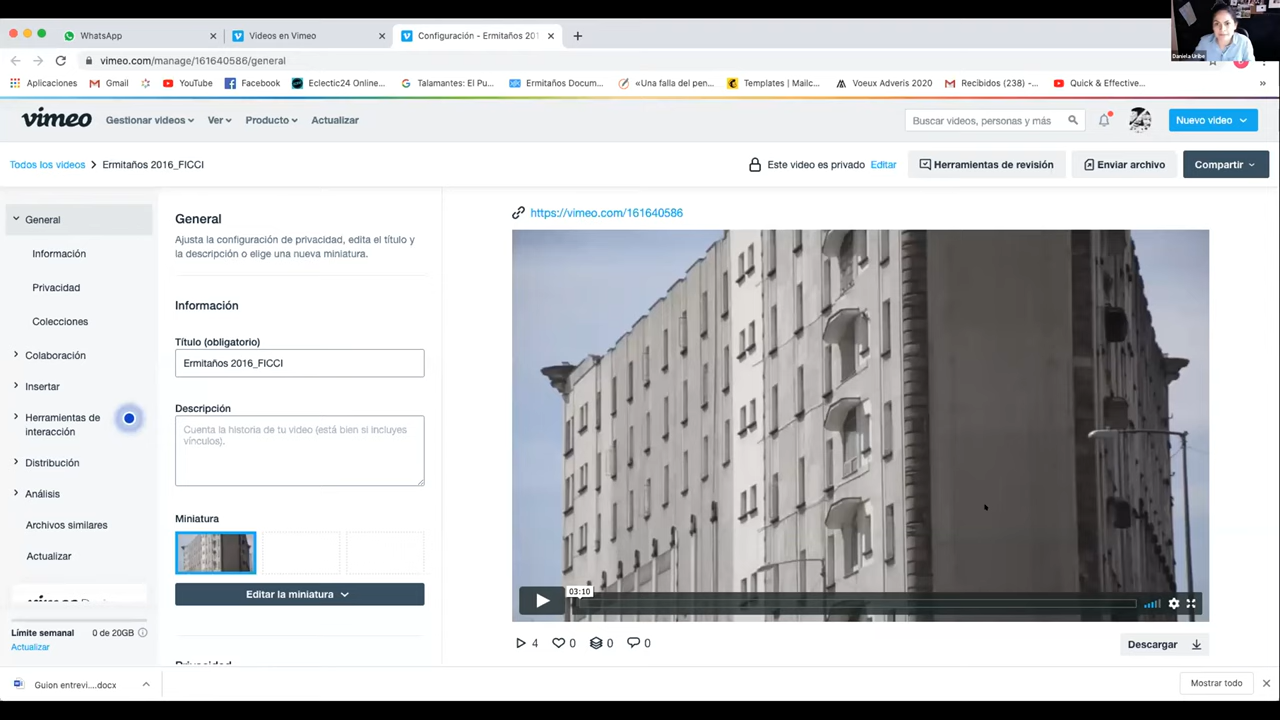 WhatsApp
Videos en Vimeo
Configuración - Ermitaños 201
Daniela Uribe
vimeo.com/manage/161640586/general
Aplicaciones
Gmail
YouTube
Facebook
Eclectic24 Online...
Talamantes: El Pu...
Ermitaños Docum...
«Una falla del pen...
Templates | Mailc...
Voeux Adveris 2020
Recibidos (238) -...
Quick & Effective...
vimeo
Gestionar videos
Ver
Producto
Actualizar
Buscar videos, personas y más
Nuevo video
Todos los videos > Ermitaños 2016_FICCI
Este video es privado Editar
Herramientas de revisión
Enviar archivo
Compartir
General
Información
Privacidad
Colecciones
Colaboración
Insertar
Herramientas de
interacción
Distribución
Análisis
Archivos similares
Actualizar
Límite semanal 0 de 20GB
Actualizar
General
Ajusta la configuración de privacidad, edita el título y
la descripción o elige una nueva miniatura.
Información
Título (obligatorio)
Ermitaños 2016_FICCI
Descripción
Cuenta la historia de tu video (está bien si incluyes
vínculos).
Miniatura
Editar la miniatura
Privacidad
https://vimeo.com/161640586
03:10
4 0 0 0
Descargar
Guion entrevi....docx
Mostrar todo